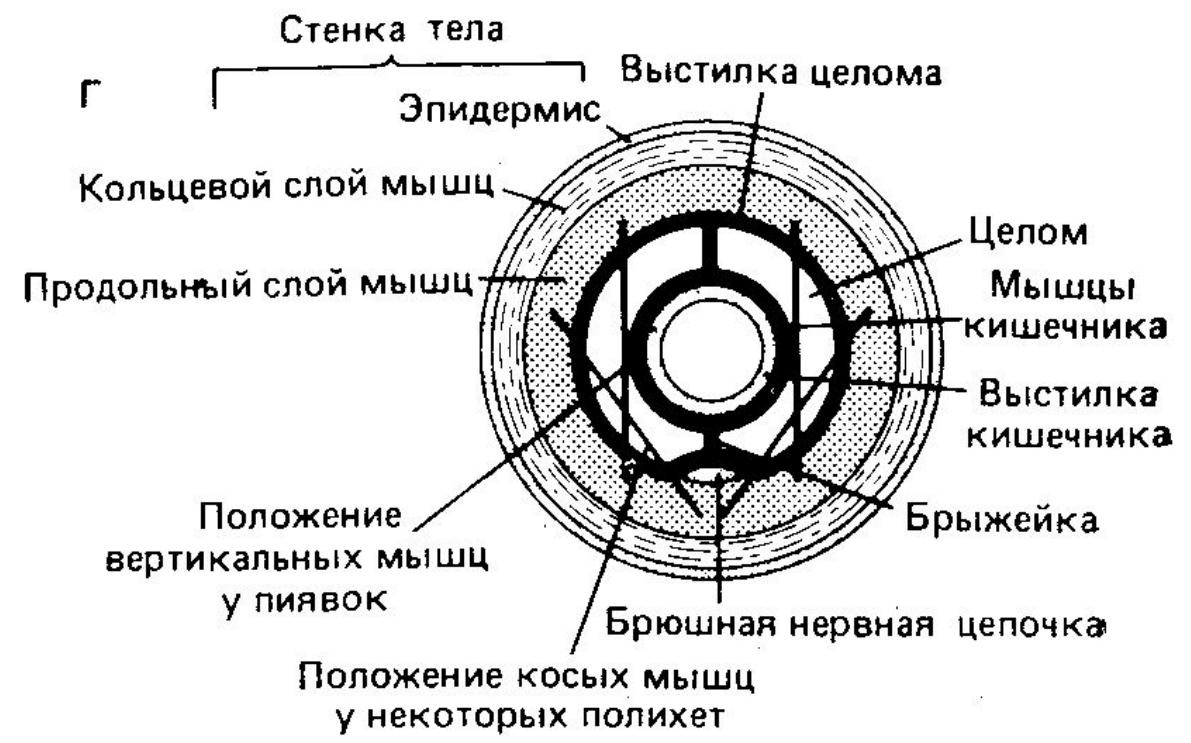 Стенка тела
Г
Выстилка целома
Эпидермис
Кольцевой слой мышц
Целом
Продольный слой мышц
Мышцы
кишечника
Выстилка
кишечника
Положение
вертикальных мышц
у пиявок
Брыжейка
Брюшная нервная цепочка
Положение косых мышц
у некоторых полихет